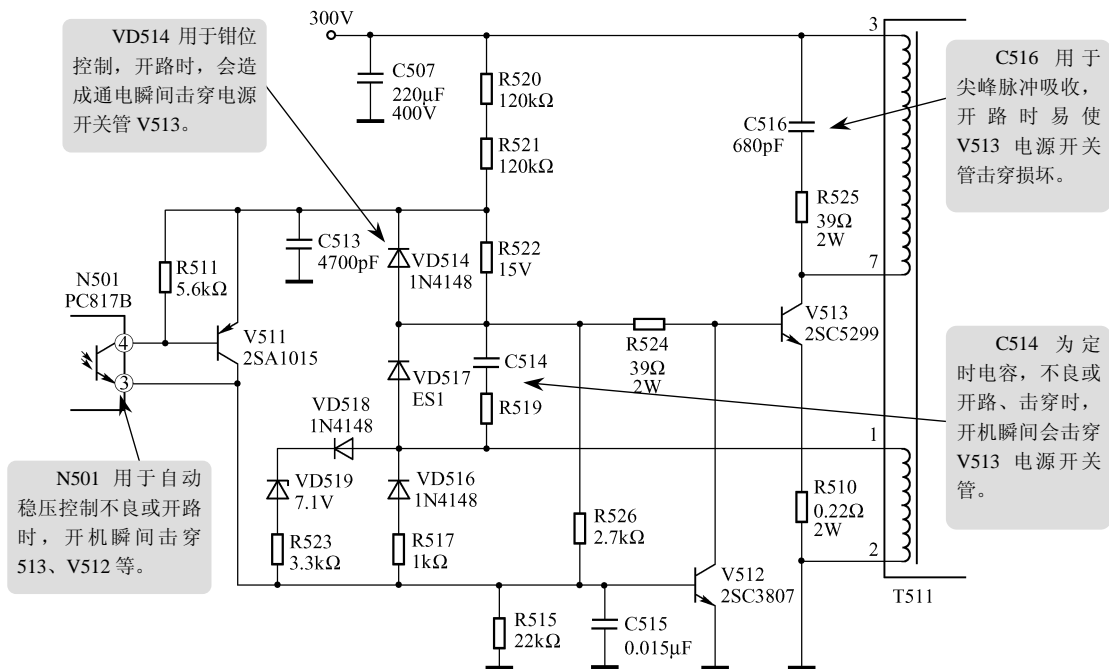 300V
3
VD514 用于钳位
控制，开路时，会造
成通电瞬间击穿电源
开关管 V513。
C507
220μF
400V
R520
120kΩ
R521
120kΩ
C516
680pF
C516 用于
尖峰脉冲吸收，
开路时易使
V513 电源开关
管击穿损坏。
R525
39Ω
2W
7
C513
4700pF
VD514
1N4148
R522
15V
R511
5.6kΩ
N501
PC817B
4
3
V511
2SA1015
V513
2SC5299
R524
39Ω
2W
C514
VD517
ES1
R519
C514 为定
时电容，不良或
开路、击穿时，
开机瞬间会击穿
V513 电源开关
管。
VD518
1N4148
1
N501 用于自动
稳压控制不良或开路
时，开机瞬间击穿
513、V512 等。
VD519
7.1V
VD516
1N4148
R510
0.22Ω
2W
R526
2.7kΩ
R523
3.3kΩ
R517
1kΩ
2
V512
2SC3807
T511
R515
22kΩ
C515
0.015μF